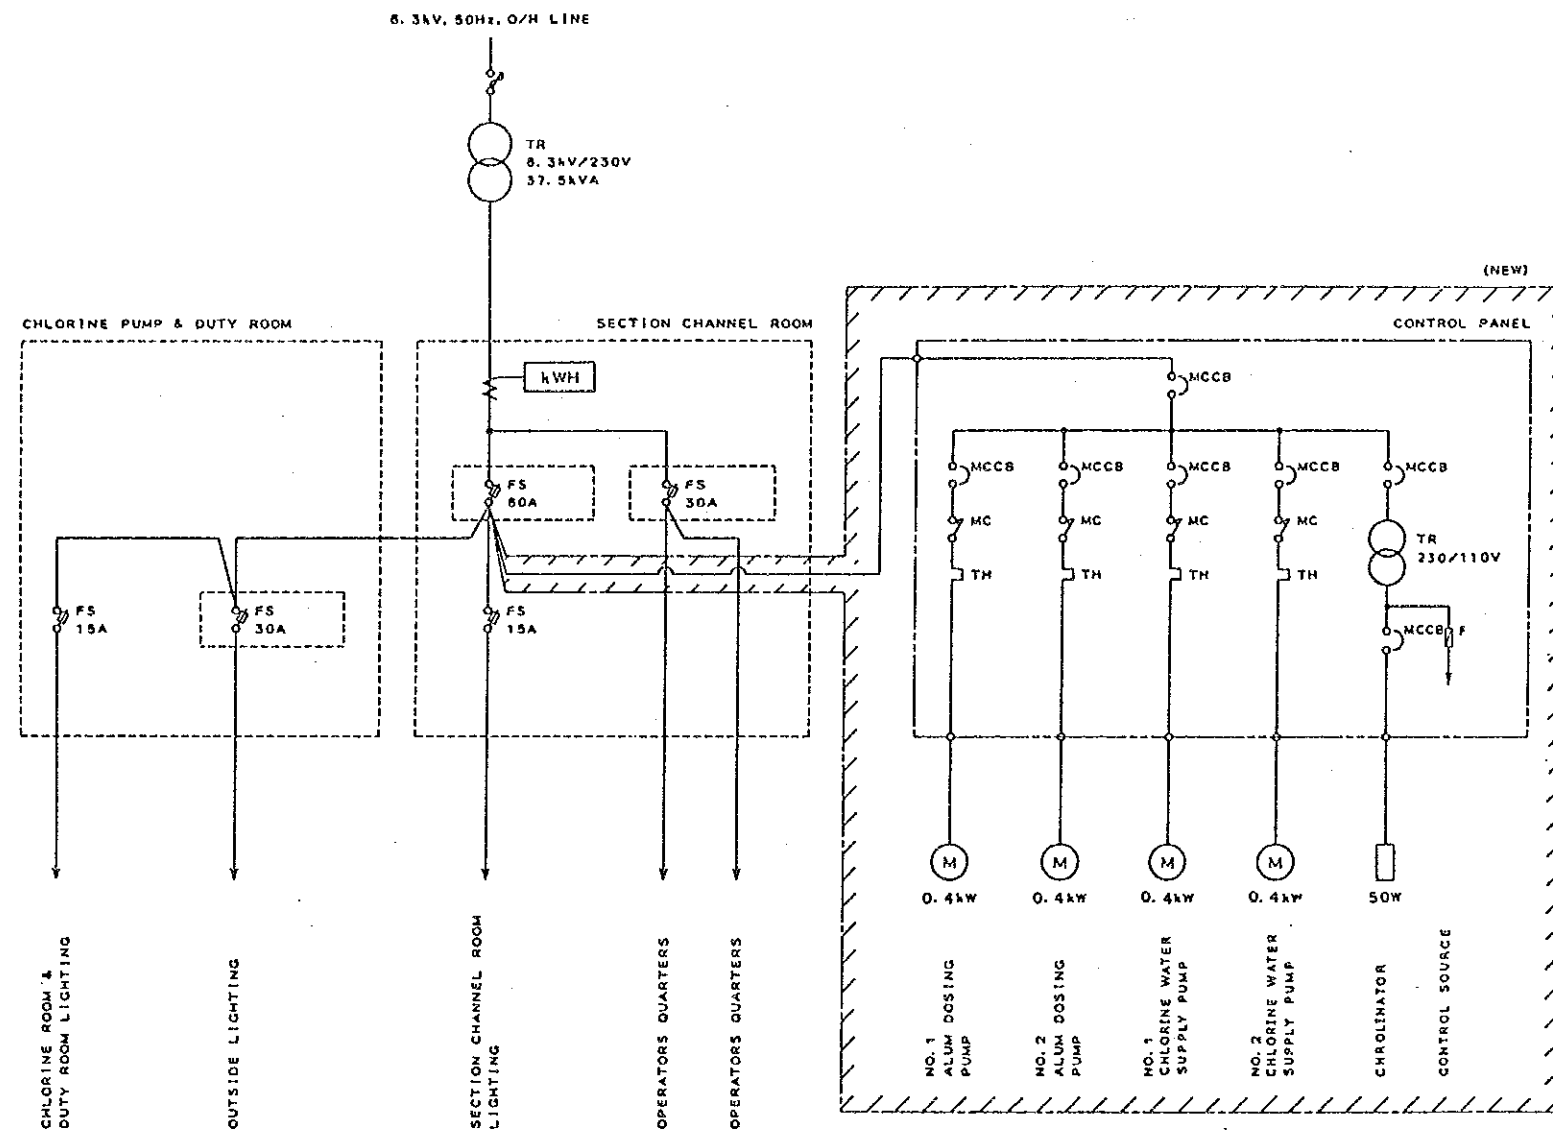 6.3kV, 50Hz, O/H LINE
TR
6.3kV/230V
37.5kVA
(NEW)
CHLORINE PUMP & DUTY ROOM
SECTION CHANNEL ROOM
CONTROL PANEL
kWH
MCCB
FS
60A
FS
30A
MCCB
MCCB
MCCB
MCCB
MCCB
MC
MC
MC
MC
TR
230/110V
TH
TH
TH
TH
FS
15A
FS
30A
FS
15A
MCCB
F
M
M
M
M
0.4kW
0.4kW
0.4kW
0.4kW
50W
CHLORINE ROOM &
DUTY ROOM LIGHTING
OUTSIDE LIGHTING
SECTION CHANNEL ROOM
LIGHTING
OPERATORS QUARTERS
OPERATORS QUARTERS
NO. 1
ALUM DOSING
PUMP
NO. 2
ALUM DOSING
PUMP
NO. 1
CHLORINE WATER
SUPPLY PUMP
NO. 2
CHLORINE WATER
SUPPLY PUMP
CHROLINATOR
CONTROL SOURCE